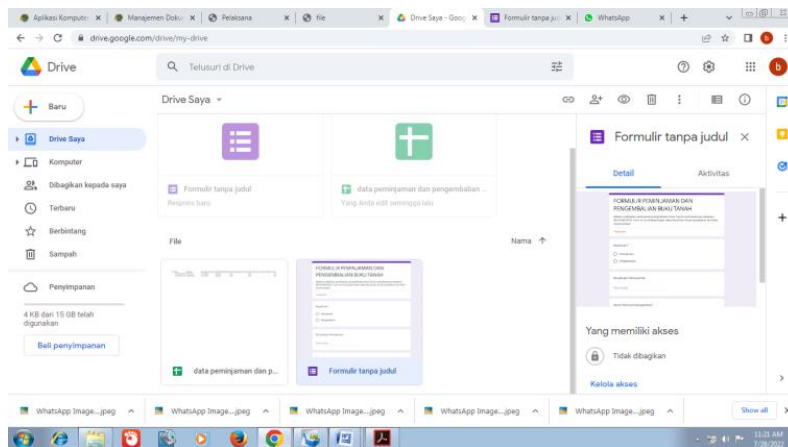 Aplikasi Komputer
Manajemen Doku
Pelaksana
file
Drive Saya - Goog
Formulir tanpa ju
WhatsApp
drive.google.com/drive/my-drive
Drive
Telusuri di Drive
b
Baru
Drive Saya
Komputer
Dibagikan kepada saya
Terbaru
Berbintang
Sampah
Penyimpanan
4 KB dari 15 GB telah
digunakan
Beli penyimpanan
Drive Saya
Formulir tanpa judul
Respons baru
data peminjaman dan pengembalian ...
Yang Anda edit seminggu lalu
File
Nama
data peminjaman dan p...
FORMULIR PEMINJAMAN DAN
PENGEMBALIAN BUKU TANAH
Formulir tanpa judul
Formulir tanpa judul
Detail
Aktivitas
FORMULIR PEMINJAMAN DAN
PENGEMBALIAN BUKU TANAH
Yang memiliki akses
Tidak dibagikan
Kelola akses
WhatsApp Image....jpeg
WhatsApp Image....jpeg
WhatsApp Image....jpeg
WhatsApp Image....jpeg
WhatsApp Image....jpeg
Show all
11:21 AM
7/28/2022